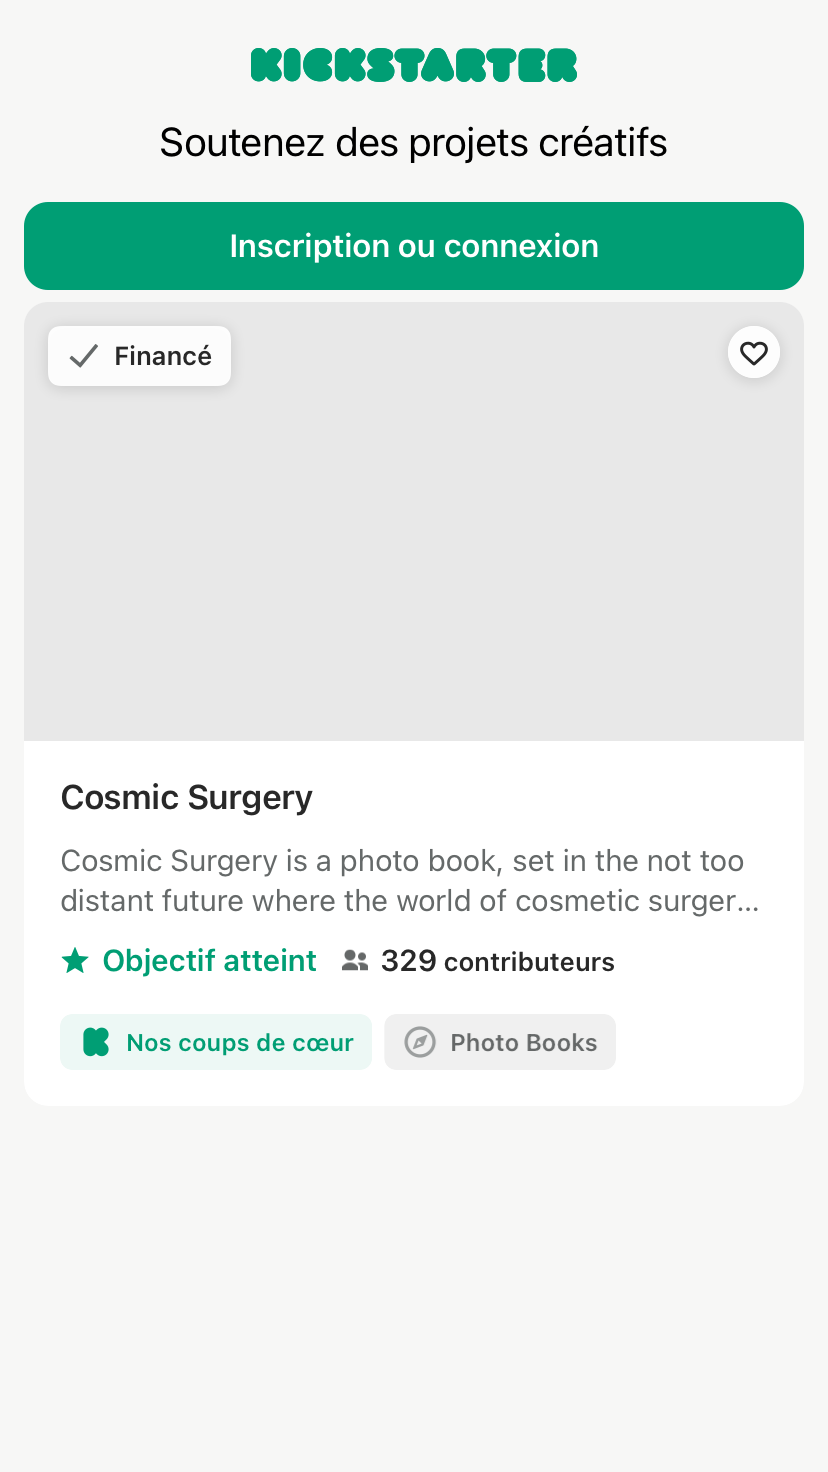 KICKSTARTER
Soutenez des projets créatifs
Inscription ou connexion
Financé
Cosmic Surgery
Cosmic Surgery is a photo book, set in the not too
distant future where the world of cosmetic surger…
Objectif atteint 329 contributeurs
Nos coups de cœur Photo Books